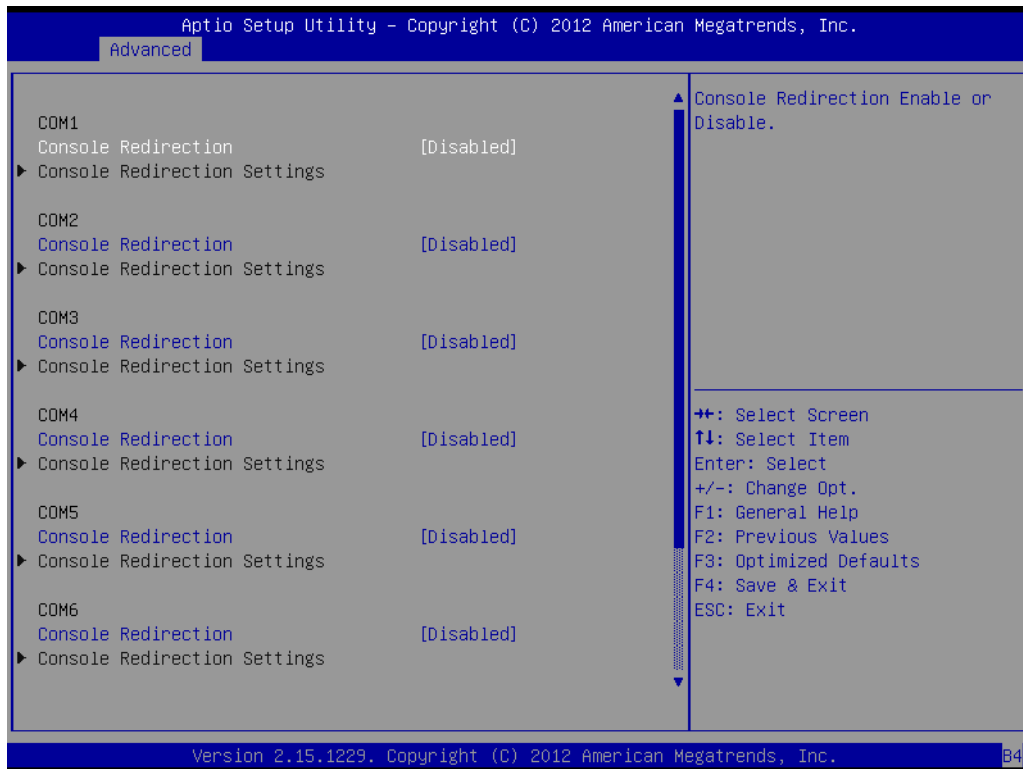 Aptio Setup Utility – Copyright (C) 2012 American Megatrends, Inc.
Advanced
COM1
Console Redirection [Disabled]
Console Redirection Settings
COM2
Console Redirection [Disabled]
Console Redirection Settings
COM3
Console Redirection [Disabled]
Console Redirection Settings
COM4
Console Redirection [Disabled]
Console Redirection Settings
COM5
Console Redirection [Disabled]
Console Redirection Settings
COM6
Console Redirection [Disabled]
Console Redirection Settings
Console Redirection Enable or
Disable.
→←: Select Screen
↑↓: Select Item
Enter: Select
+/-: Change Opt.
F1: General Help
F2: Previous Values
F3: Optimized Defaults
F4: Save & Exit
ESC: Exit
Version 2.15.1229. Copyright (C) 2012 American Megatrends, Inc.
B4